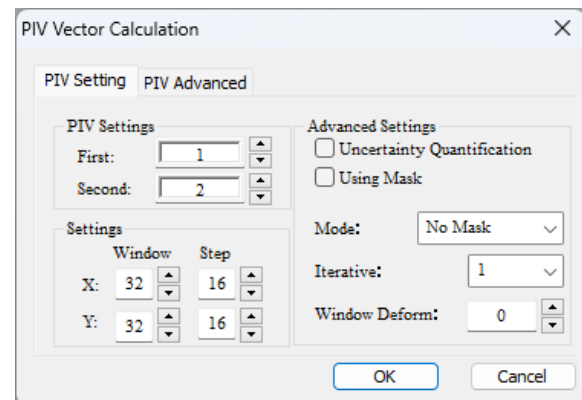 PIV Vector Calculation
PIV Setting PIV Advanced
PIV Settings
First: 1
Second: 2
Settings
Window Step
X: 32 16
Y: 32 16
Advanced Settings
Uncertainty Quantification
Using Mask
Mode: No Mask
Iterative: 1
Window Deform: 0
OK Cancel